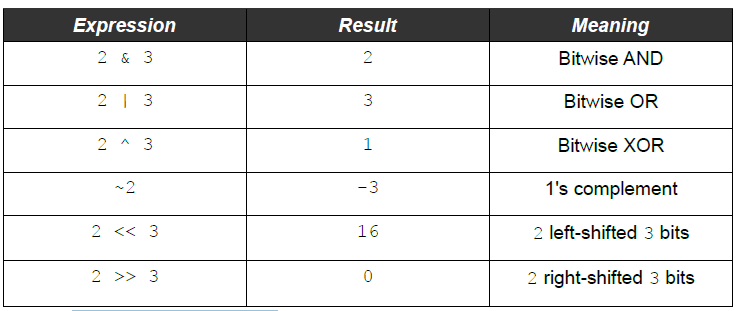 Expression Result Meaning
2 & 3 2 Bitwise AND
2 | 3 3 Bitwise OR
2 ^ 3 1 Bitwise XOR
~2 -3 1's complement
2 << 3 16 2 left-shifted 3 bits
2 >> 3 0 2 right-shifted 3 bits